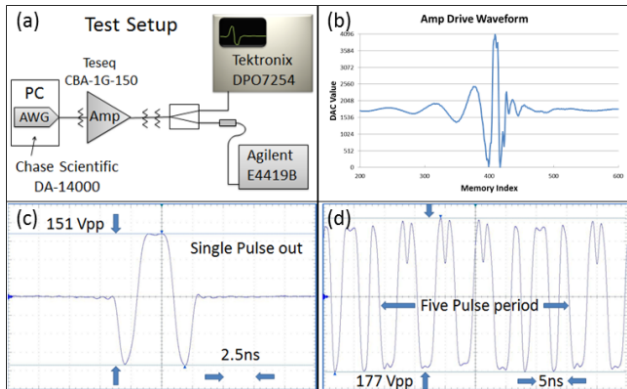 (a)
Test Setup
Teseq
CBA-1G-150
PC
AWG
Amp
Tektronix
DPO7254
Chase Scientific
DA-14000
Agilent
E4419B
(b)
Amp Drive Waveform
DAC Value
4096
3584
3072
2560
2048
1536
1024
512
0
200
300
400
500
600
Memory Index
(c)
151 Vpp
Single Pulse out
2.5ns
(d)
Five Pulse period
177 Vpp
5ns